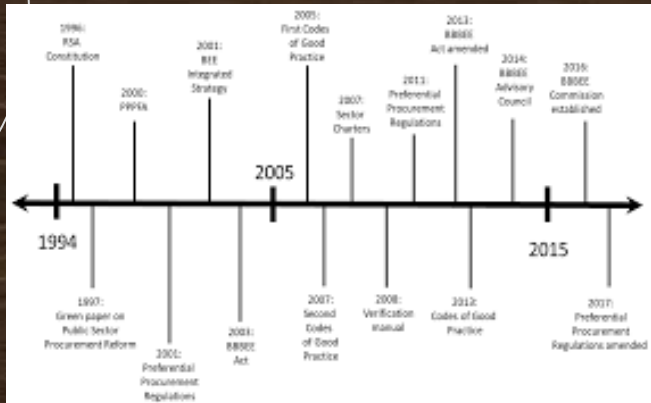 1996:
RSA
Constitution
2000:
PPPFA
2001:
BEE
Integrated
Strategy
2005:
First Codes
of Good
Practice
2007:
Sector
Charters
2011:
Preferential
Procurement
Regulations
2013:
BBBEE
Act amended
2014:
BBBEE
Advisory
Council
2016:
BBBEE
Commission
established
1994
2005
2015
1997:
Green paper on
Public Sector
Procurement Reform
2001:
Preferential
Procurement
Regulations
2003:
BBBEE
Act
2007:
Second
Codes
of Good
Practice
2008:
Verification
manual
2013:
Codes of Good
Practice
2017:
Preferential
Procurement
Regulations amended